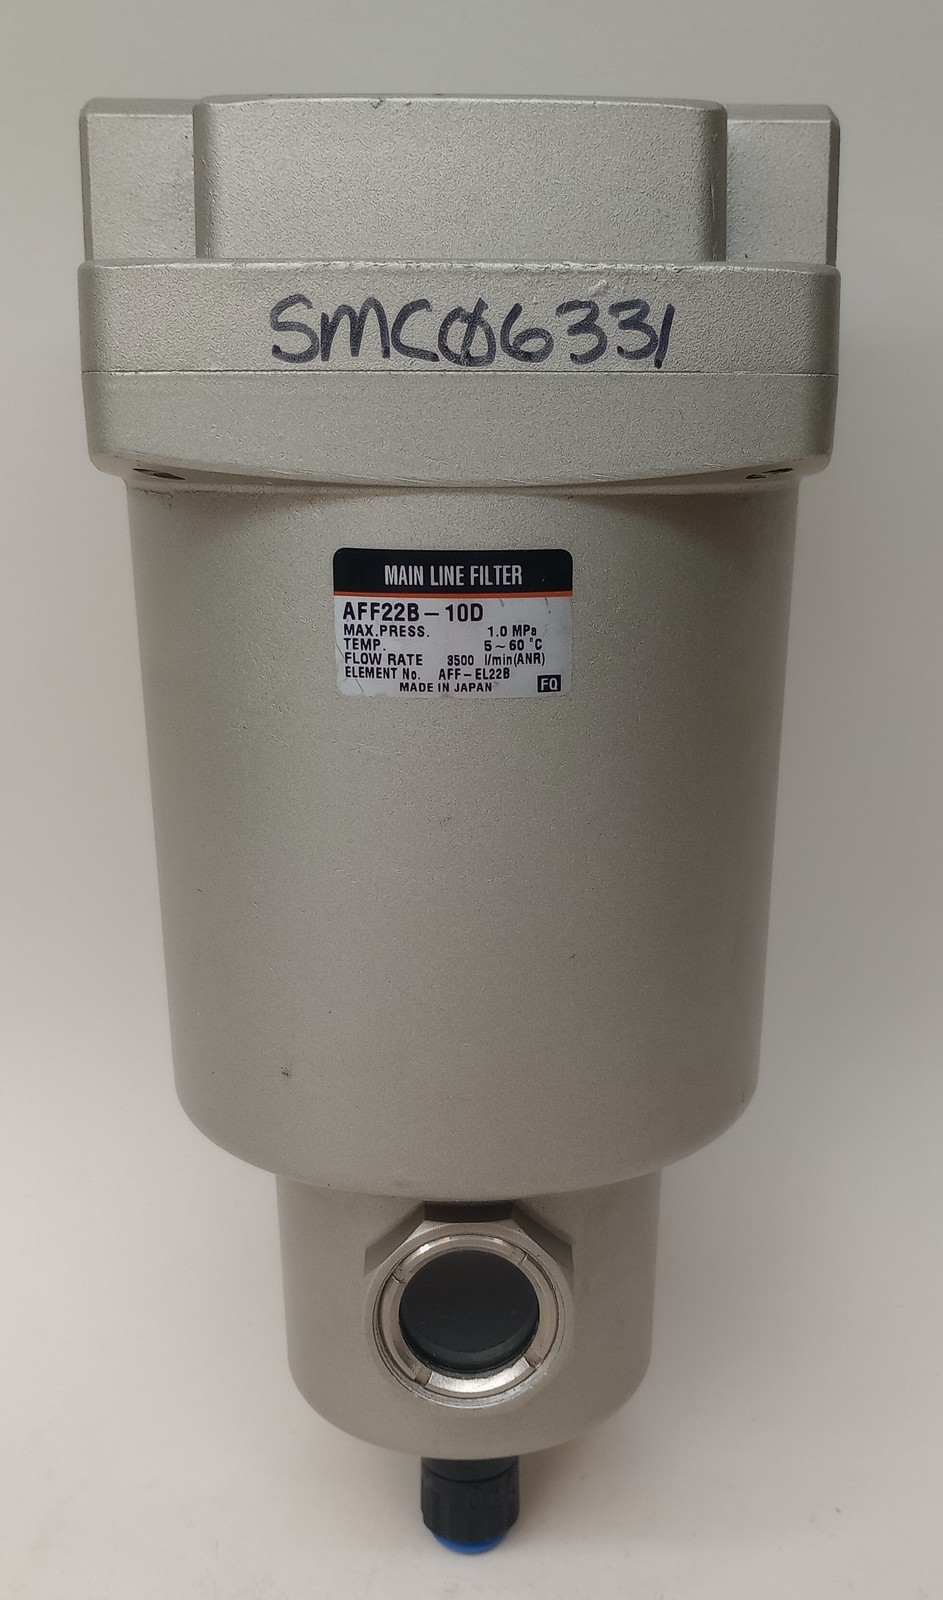 SMC06331
MAIN LINE FILTER
AFF22B-10D
MAX.PRESS. 1.0 MPa
TEMP. 5~60 °C
FLOW RATE 3500 l/min(ANR)
ELEMENT No. AFF-EL22B
MADE IN JAPAN FQ